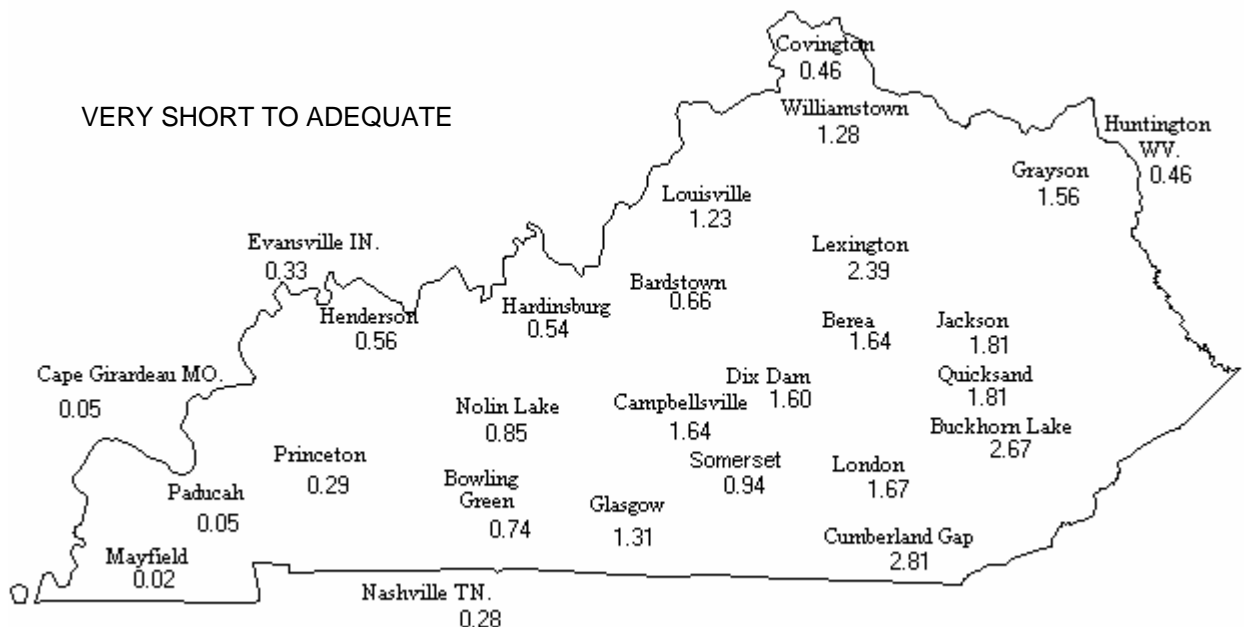 Covington
0.46
VERY SHORT TO ADEQUATE
Williamstown
1.28
Huntington
WV.
0.46
Grayson
1.56
Louisville
1.23
Evansville IN.
0.33
Lexington
2.39
Bardstown
0.66
Hardinsburg
0.54
Henderson
0.56
Berea
1.64
Jackson
1.81
Cape Girardeau MO.
0.05
Dix Dam
1.60
Quicksand
1.81
Nolin Lake
0.85
Campbellsville
1.64
Buckhorn Lake
2.67
Princeton
0.29
Somerset
0.94
London
1.67
Bowling
Green
0.74
Paducah
0.05
Glasgow
1.31
Cumberland Gap
2.81
Mayfield
0.02
Nashville TN.
0.28